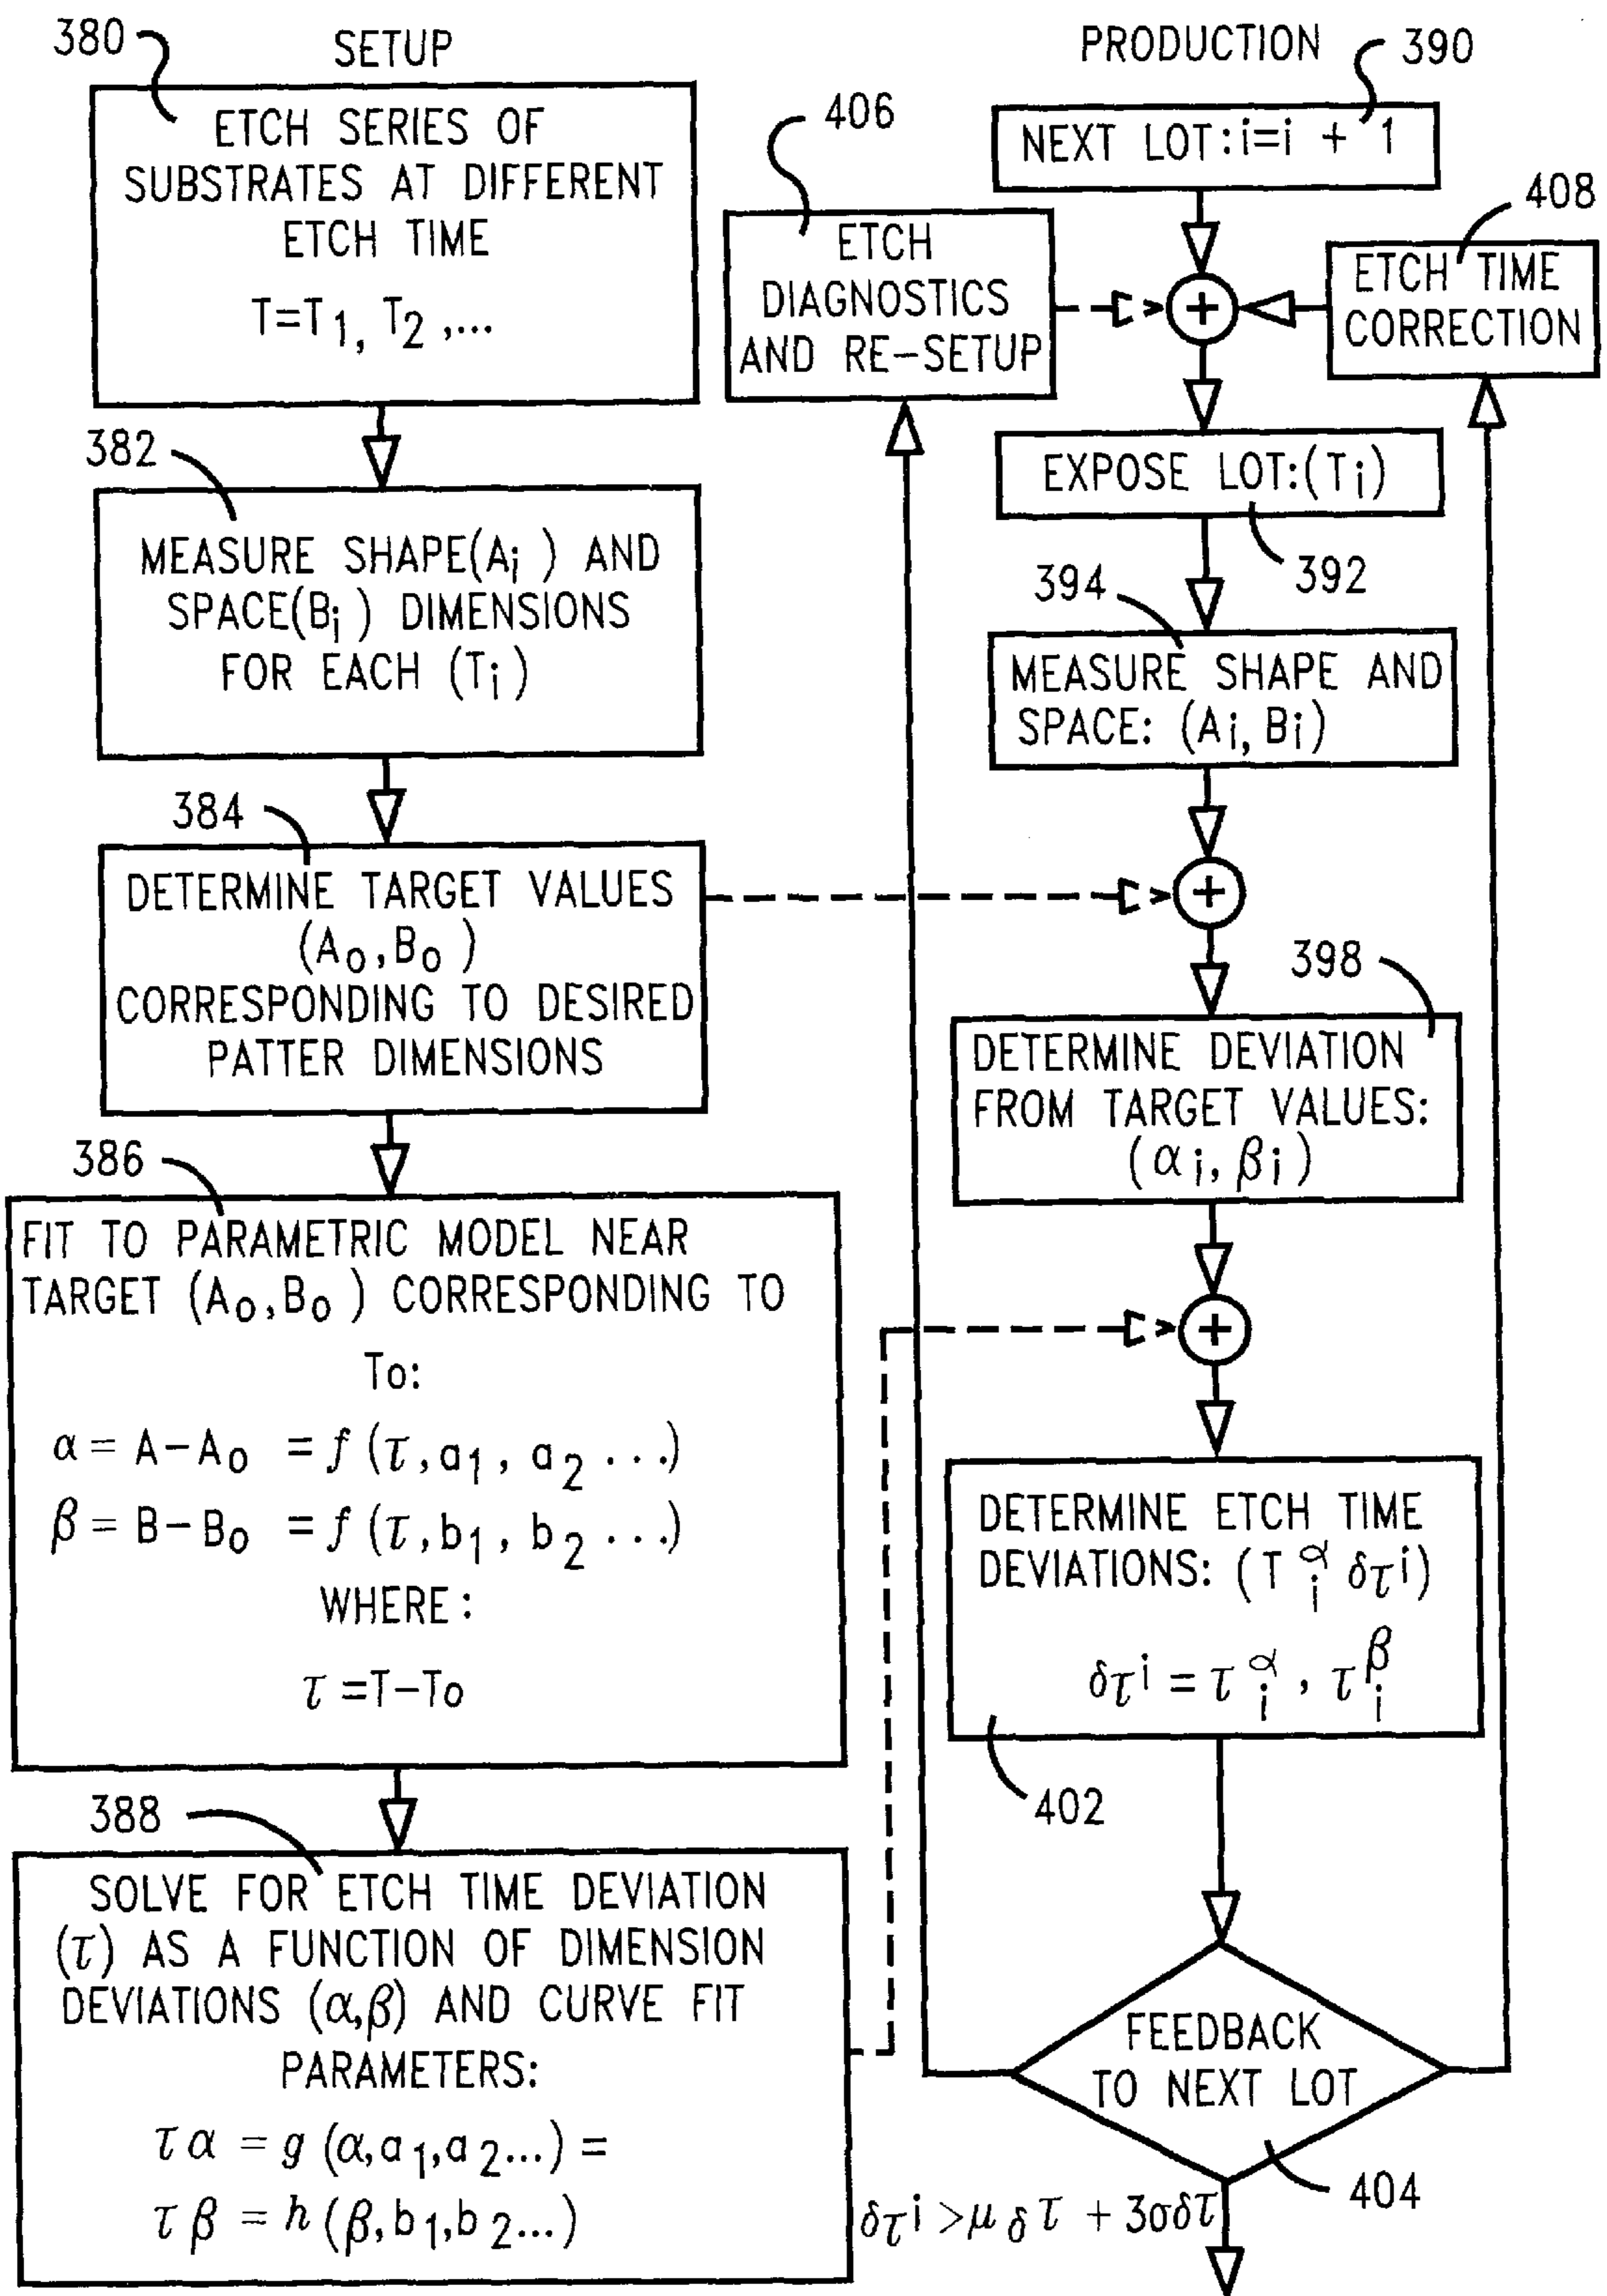 380
SETUP
ETCH SERIES OF
SUBSTRATES AT DIFFERENT
ETCH TIME
T=T1, T2 ,...
382
MEASURE SHAPE(Ai ) AND
SPACE(Bi ) DIMENSIONS
FOR EACH (Ti )
384
DETERMINE TARGET VALUES
(Ao,Bo )
CORRESPONDING TO DESIRED
PATTER DIMENSIONS
386
FIT TO PARAMETRIC MODEL NEAR
TARGET (Ao,Bo ) CORRESPONDING TO
To:
α = A-Ao = f (τ,a1, a2 ...)
β = B-Bo = f (τ,b1, b2 ...)
WHERE :
τ =T-To
388
SOLVE FOR ETCH TIME DEVIATION
(τ) AS A FUNCTION OF DIMENSION
DEVIATIONS (α,β) AND CURVE FIT
PARAMETERS:
τ α = g (α,a1,a2...) =
τ β = h (β,b1,b2...)
PRODUCTION
390
NEXT LOT:i=i + 1
406
ETCH
DIAGNOSTICS
AND RE-SETUP
+
408
ETCH TIME
CORRECTION
EXPOSE LOT:(Ti)
392
394
MEASURE SHAPE AND
SPACE: (Ai, Bi)
+
398
DETERMINE DEVIATION
FROM TARGET VALUES:
(αi, βi)
+
DETERMINE ETCH TIME
DEVIATIONS: (T α i δτ i)
δτ i = τ α i , τ β i
402
FEEDBACK
TO NEXT LOT
404
δτ i >μ δ τ + 3σδτ